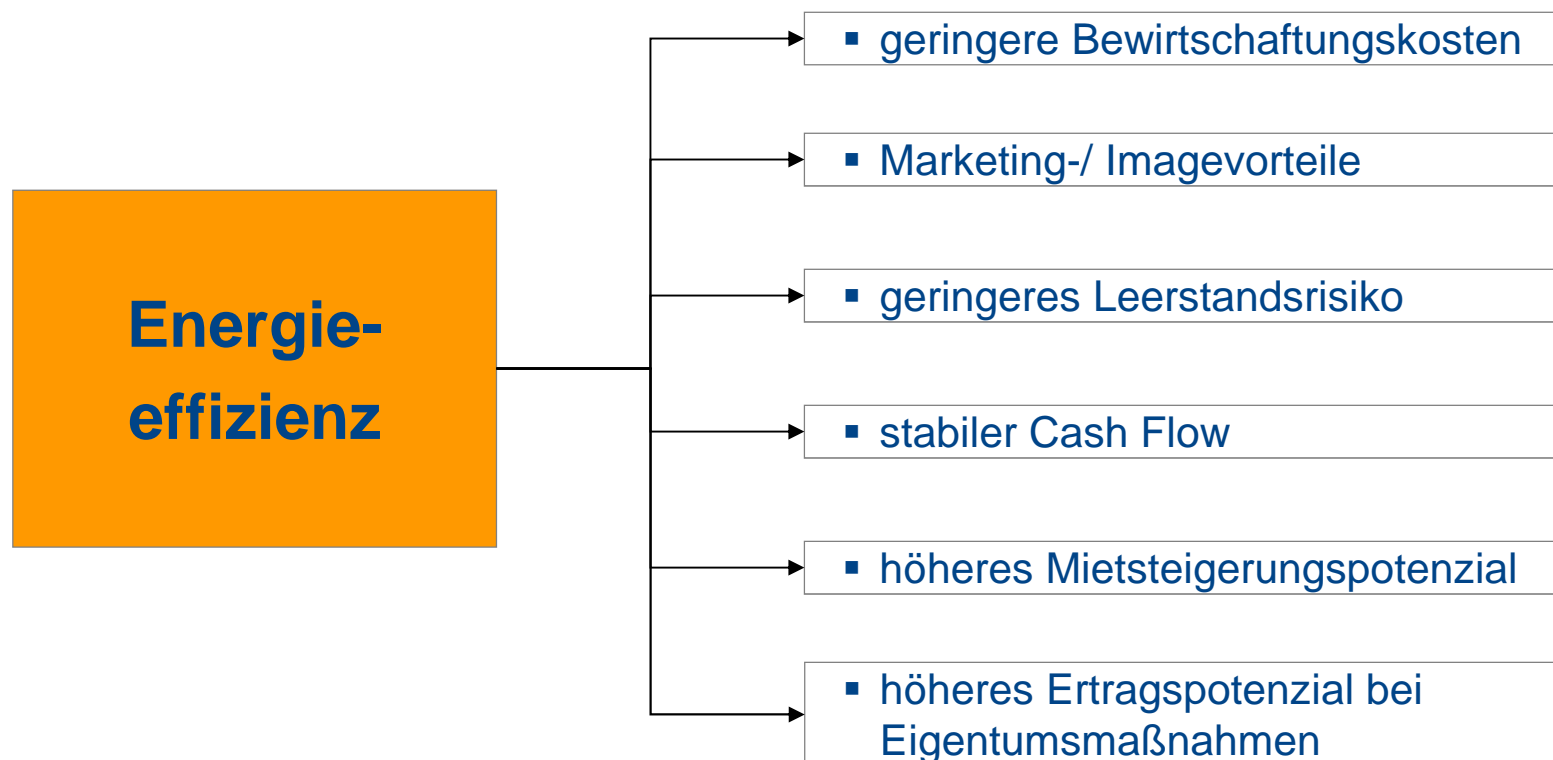 Energie-
effizienz
▪ geringere Bewirtschaftungskosten
▪ Marketing-/ Imagevorteile
▪ geringeres Leerstandsrisiko
▪ stabiler Cash Flow
▪ höheres Mietsteigerungspotenzial
▪ höheres Ertragspotenzial bei
Eigentumsmaßnahmen